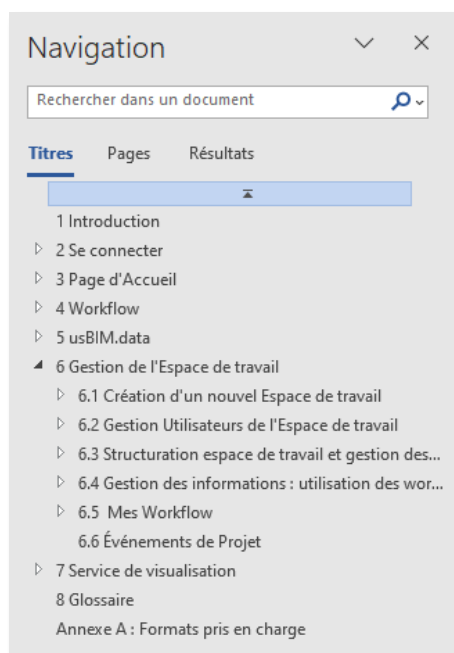 Navigation
Rechercher dans un document
Titres Pages Résultats
1 Introduction
2 Se connecter
3 Page d'Accueil
4 Workflow
5 usBIM.data
6 Gestion de l'Espace de travail
6.1 Création d'un nouvel Espace de travail
6.2 Gestion Utilisateurs de l'Espace de travail
6.3 Structuration espace de travail et gestion des...
6.4 Gestion des informations : utilisation des wor...
6.5 Mes Workflow
6.6 Événements de Projet
7 Service de visualisation
8 Glossaire
Annexe A : Formats pris en charge